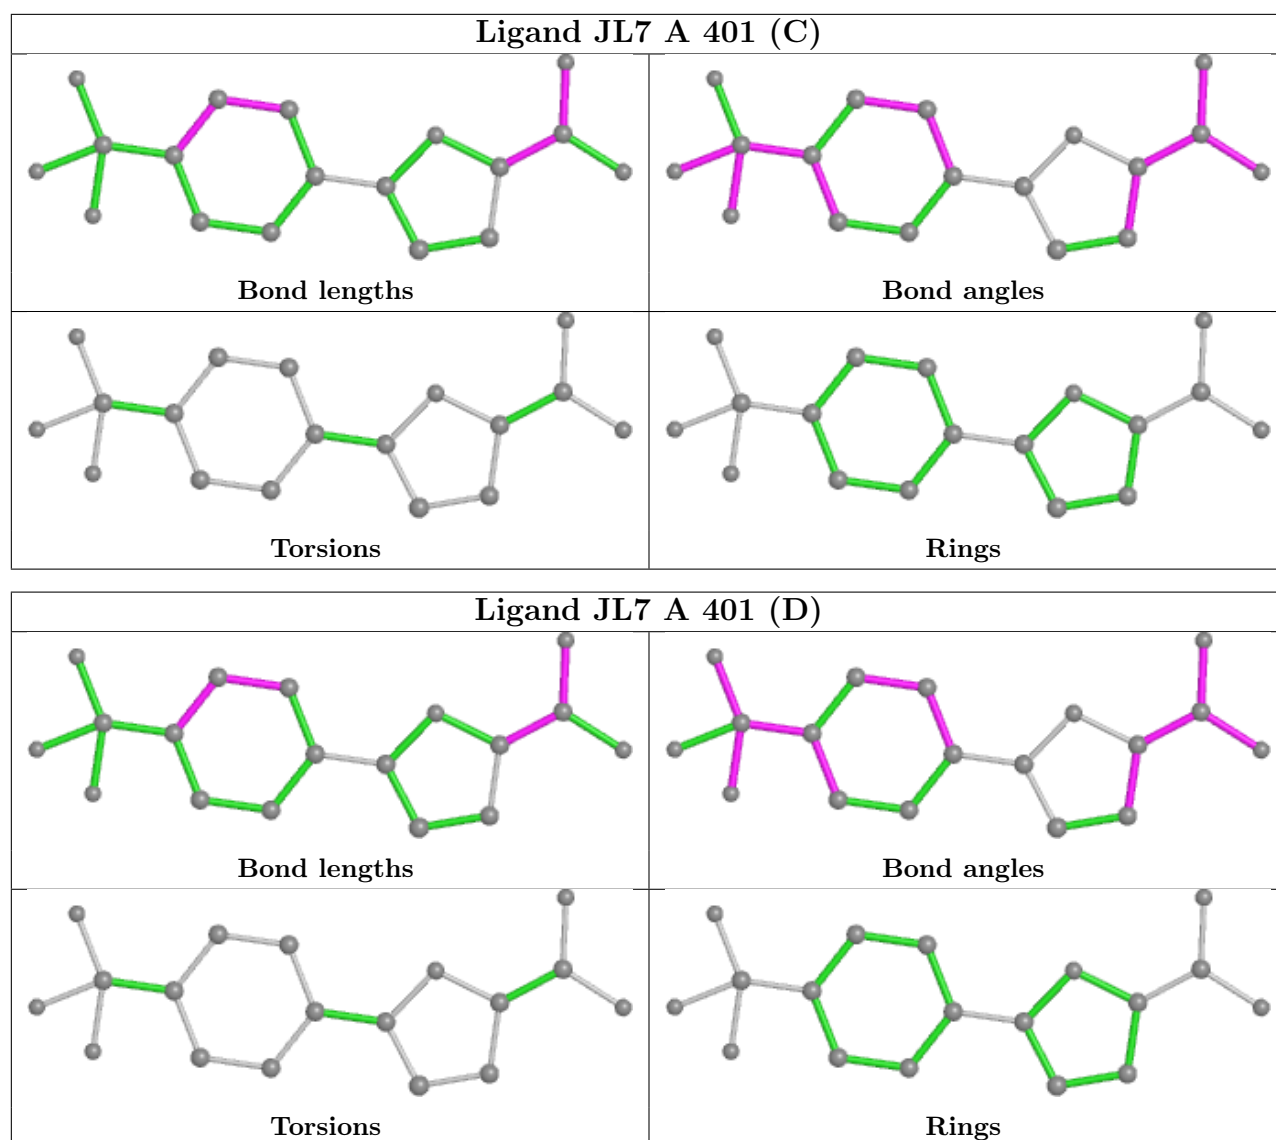 Ligand JL7 A 401 (C)
Bond lengths
Bond angles
Torsions
Rings
Ligand JL7 A 401 (D)
Bond lengths
Bond angles
Torsions
Rings